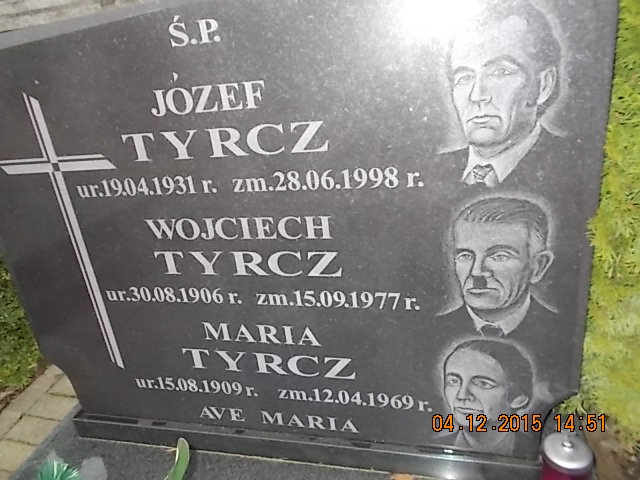 Ś.P.
JÓZEF
TYRCZ
ur.19.04.1931 r. zm.28.06.1998 r.
WOJCIECH
TYRCZ
ur.30.08.1906 r. zm.15.09.1977 r.
MARIA
TYRCZ
ur.15.08.1909 r. zm.12.04.1969 r.
AVE MARIA
04.12.2015 14:51